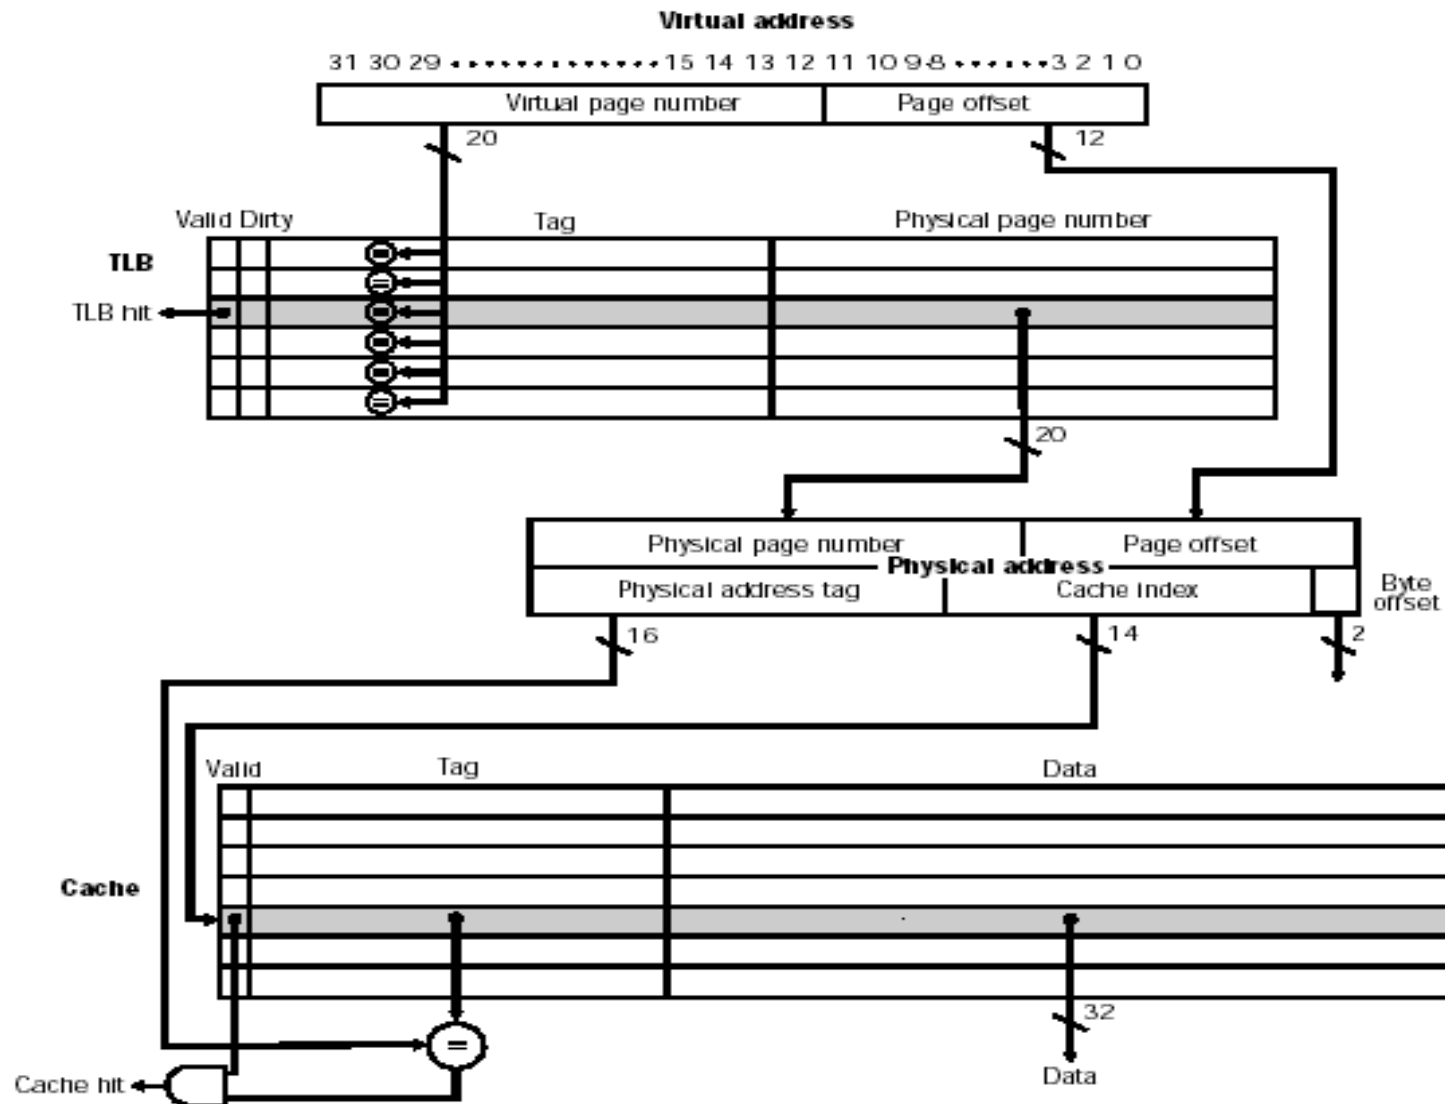 Virtual address
31 30 29 ............. 15 14 13 12 11 10 9 8 ....... 3 2 1 0
Virtual page number Page offset
20 12
Valid Dirty Tag Physical page number
TLB
=
=
TLB hit =
=
=
=
20
Physical page number Page offset
Physical address
Physical address tag Cache index Byte
offset
16 14 2
Valid Tag Data
Cache
32
=
Data
Cache hit